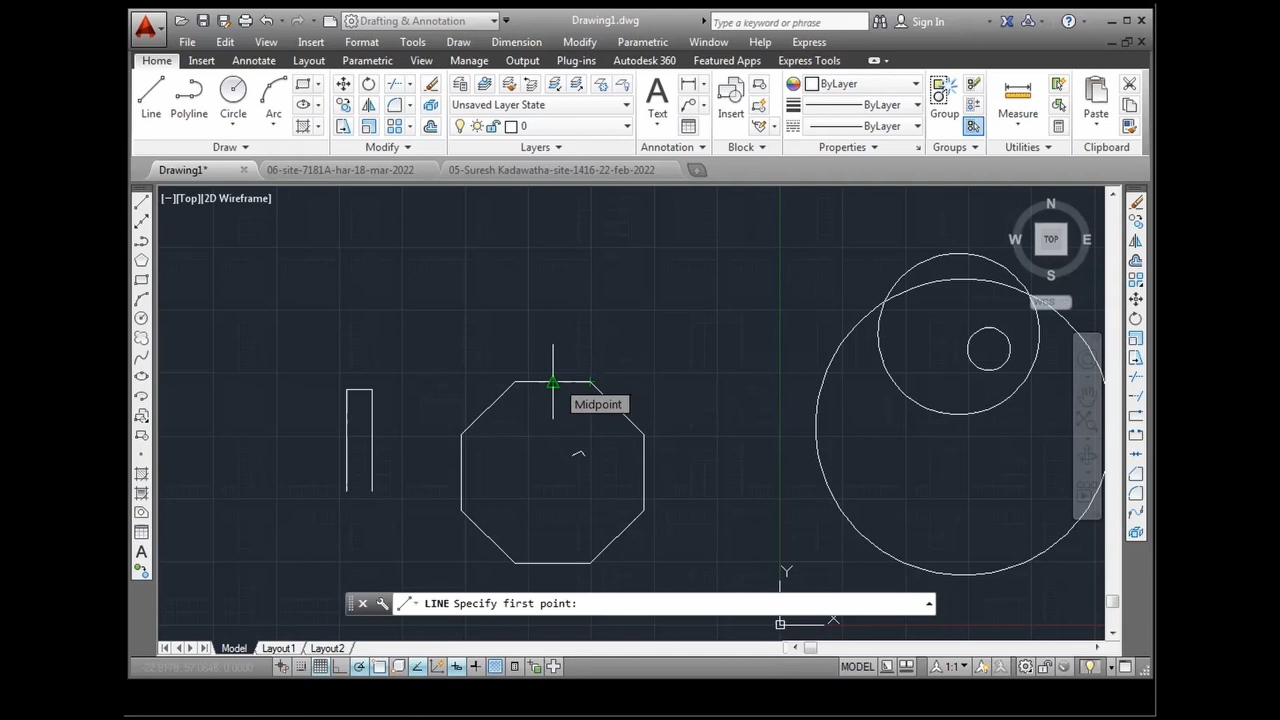 Drafting & Annotation
Drawing1.dwg
Type a keyword or phrase
Sign In
File Edit View Insert Format Tools Draw Dimension Modify Parametric Window Help Express
Home Insert Annotate Layout Parametric View Manage Output Plug-ins Autodesk 360 Featured Apps Express Tools
Unsaved Layer State
0
ByLayer
ByLayer
ByLayer
Line Polyline Circle Arc Text Insert Group Measure Paste
Draw Modify Layers Annotation Block Properties Groups Utilities Clipboard
Drawing1* 06-site-7181A-har-18-mar-2022 05-Suresh Kadawatha-site-1416-22-feb-2022
[−][Top][2D Wireframe]
N
W TOP E
S
WCS
Midpoint
Y
X
LINE Specify first point:
Model Layout1 Layout2
MODEL 1:1